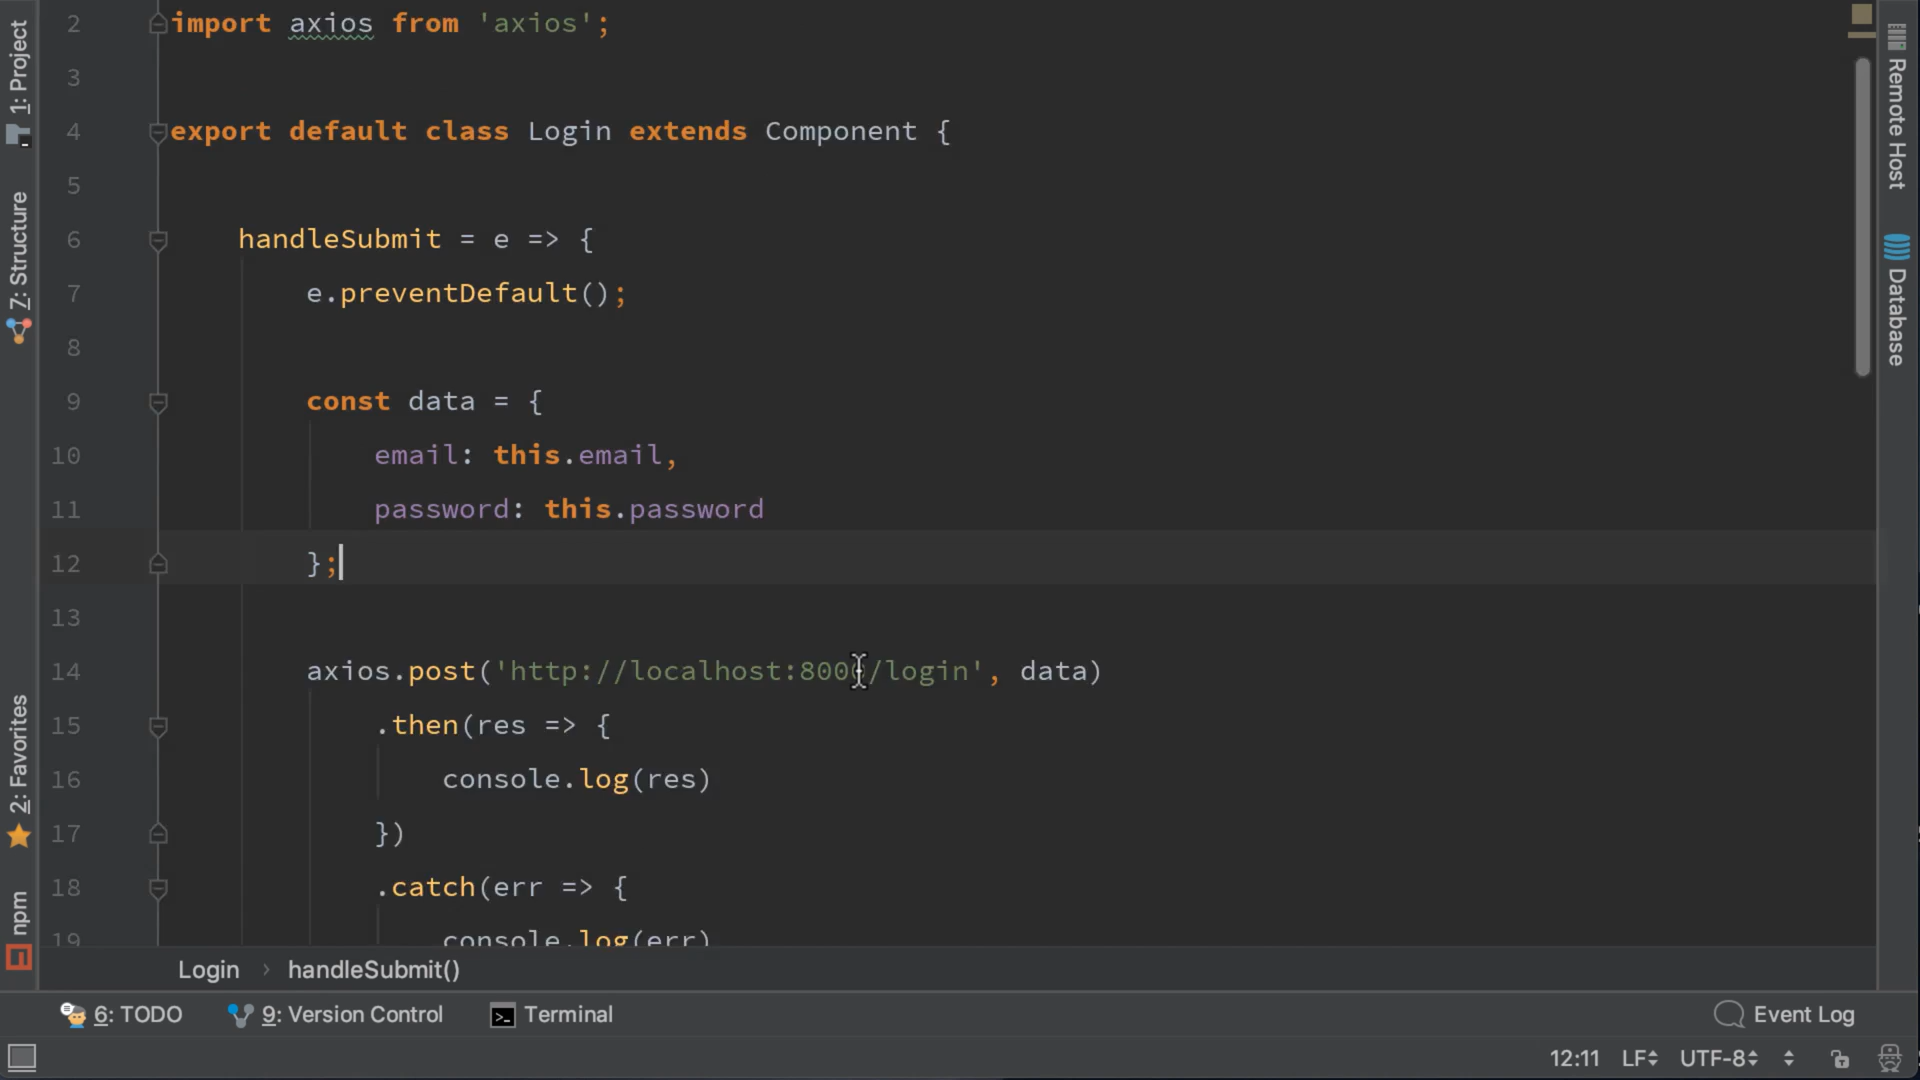 1: Project
Z: Structure
2: Favorites
npm
2 import axios from 'axios';
3
4 export default class Login extends Component {
5
6 handleSubmit = e => {
7 e.preventDefault();
8
9 const data = {
10 email: this.email,
11 password: this.password
12 };
13
14 axios.post('http://localhost:8000/login', data)
15 .then(res => {
16 console.log(res)
17 })
18 .catch(err => {
19 console.log(err)
Remote Host
Database
Login › handleSubmit()
6: TODO 9: Version Control Terminal Event Log
12:11 LF UTF-8